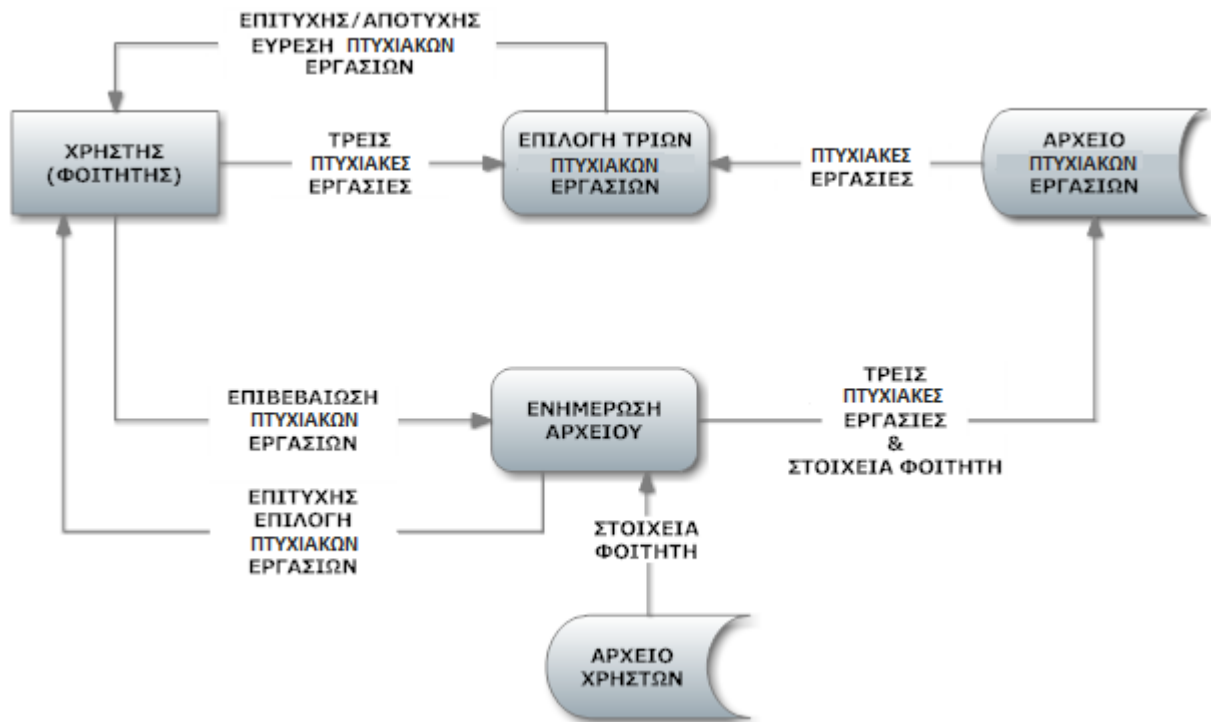 ΕΠΙΤΥΧΗΣ/ΑΠΟΤΥΧΗΣ
ΕΥΡΕΣΗ ΠΤΥΧΙΑΚΩΝ
ΕΡΓΑΣΙΩΝ
ΧΡΗΣΤΗΣ
(ΦΟΙΤΗΤΗΣ)
ΤΡΕΙΣ
ΠΤΥΧΙΑΚΕΣ
ΕΡΓΑΣΙΕΣ
ΕΠΙΛΟΓΗ ΤΡΙΩΝ
ΠΤΥΧΙΑΚΩΝ
ΕΡΓΑΣΙΩΝ
ΠΤΥΧΙΑΚΕΣ
ΕΡΓΑΣΙΕΣ
ΑΡΧΕΙΟ
ΠΤΥΧΙΑΚΩΝ
ΕΡΓΑΣΙΩΝ
ΕΠΙΒΕΒΑΙΩΣΗ
ΠΤΥΧΙΑΚΩΝ
ΕΡΓΑΣΙΩΝ
ΕΝΗΜΕΡΩΣΗ
ΑΡΧΕΙΟΥ
ΤΡΕΙΣ
ΠΤΥΧΙΑΚΕΣ
ΕΡΓΑΣΙΕΣ
&
ΣΤΟΙΧΕΙΑ ΦΟΙΤΗΤΗ
ΕΠΙΤΥΧΗΣ
ΕΠΙΛΟΓΗ
ΠΤΥΧΙΑΚΩΝ
ΕΡΓΑΣΙΩΝ
ΣΤΟΙΧΕΙΑ
ΦΟΙΤΗΤΗ
ΑΡΧΕΙΟ
ΧΡΗΣΤΩΝ